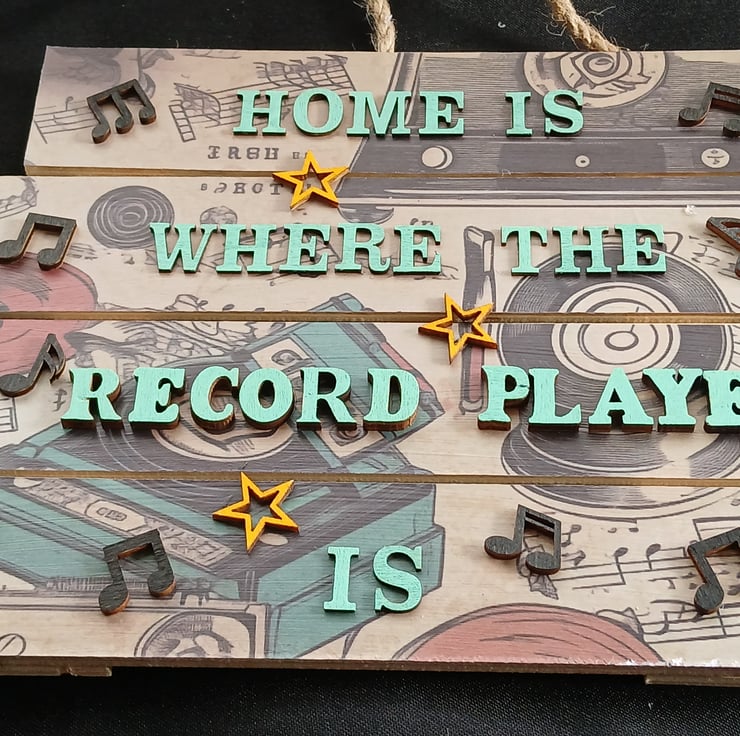 HOME IS
WHERE THE
RECORD PLAYE
IS